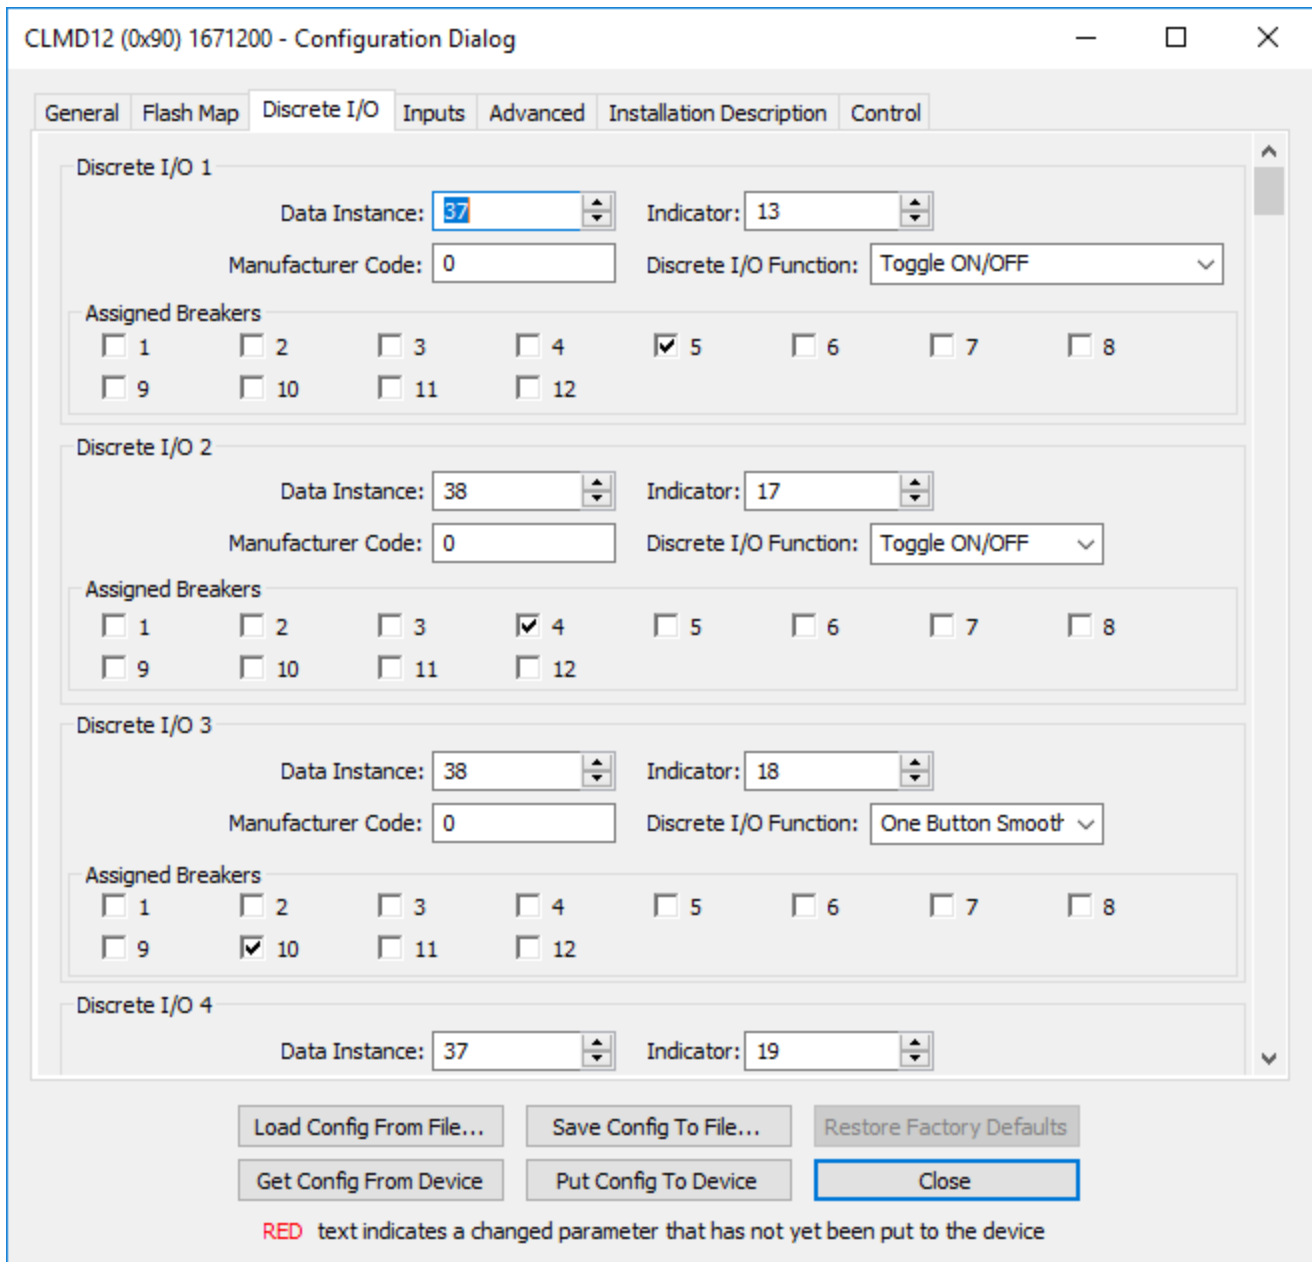 CLMD12 (0x90) 1671200 - Configuration Dialog
General Flash Map Discrete I/O Inputs Advanced Installation Description Control
Discrete I/O 1
Data Instance: 37 Indicator: 13
Manufacturer Code: 0 Discrete I/O Function: Toggle ON/OFF
Assigned Breakers
1 2 3 4 5 6 7 8
9 10 11 12
Discrete I/O 2
Data Instance: 38 Indicator: 17
Manufacturer Code: 0 Discrete I/O Function: Toggle ON/OFF
Assigned Breakers
1 2 3 4 5 6 7 8
9 10 11 12
Discrete I/O 3
Data Instance: 38 Indicator: 18
Manufacturer Code: 0 Discrete I/O Function: One Button Smooth
Assigned Breakers
1 2 3 4 5 6 7 8
9 10 11 12
Discrete I/O 4
Data Instance: 37 Indicator: 19
Load Config From File... Save Config To File... Restore Factory Defaults
Get Config From Device Put Config To Device Close
RED text indicates a changed parameter that has not yet been put to the device